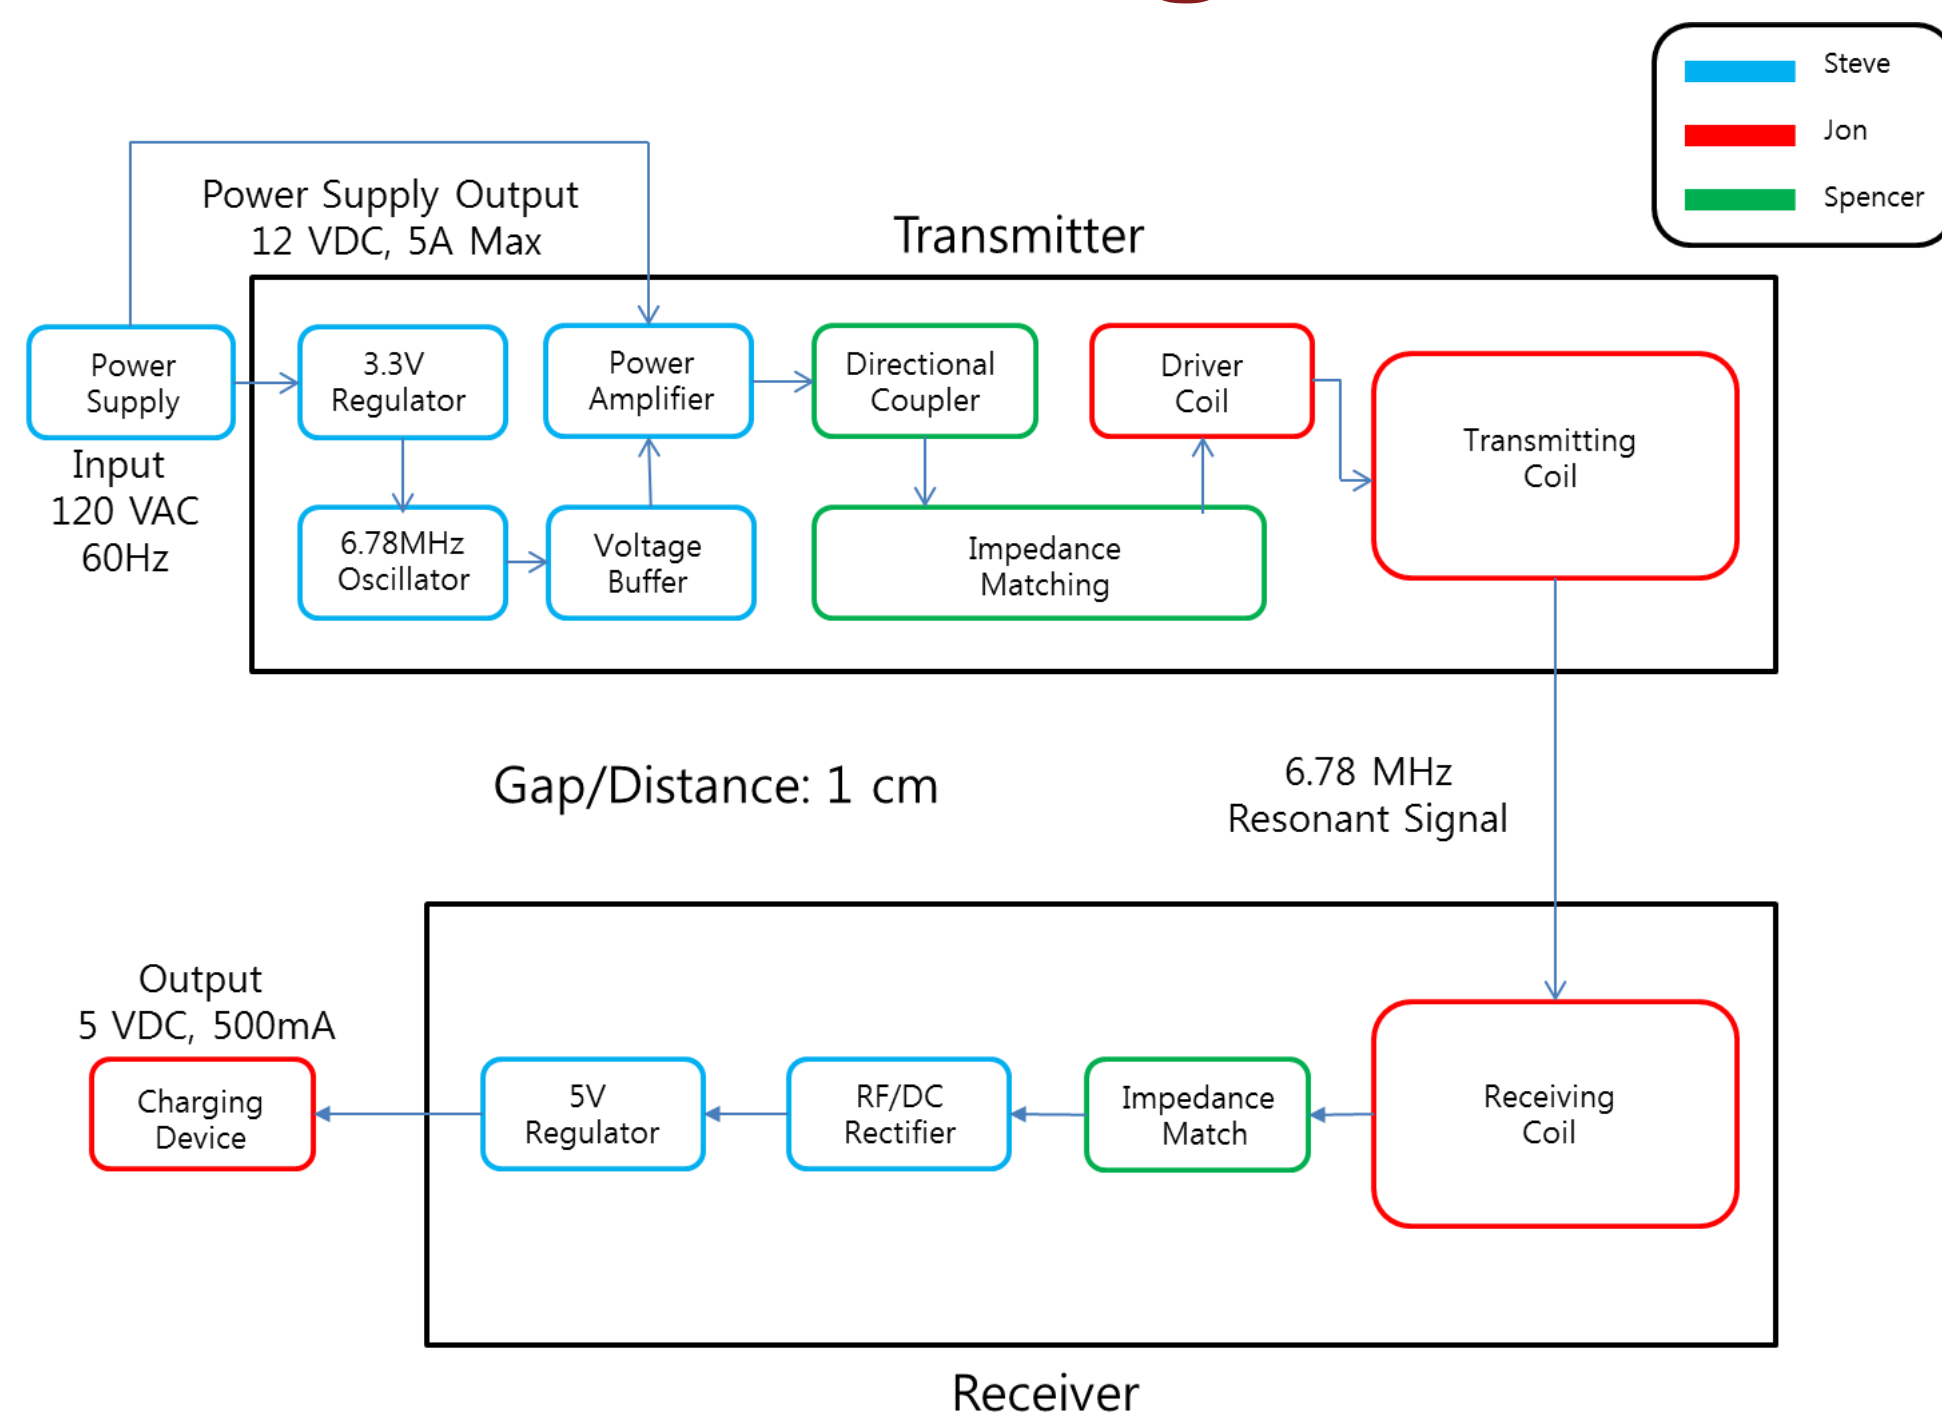 Steve
Jon
Spencer
Power Supply Output
12 VDC, 5A Max
Transmitter
Power
Supply
Input
120 VAC
60Hz
3.3V
Regulator
Power
Amplifier
Directional
Coupler
Driver
Coil
Transmitting
Coil
6.78MHz
Oscillator
Voltage
Buffer
Impedance
Matching
Gap/Distance: 1 cm
6.78 MHz
Resonant Signal
Output
5 VDC, 500mA
Charging
Device
5V
Regulator
RF/DC
Rectifier
Impedance
Match
Receiving
Coil
Receiver